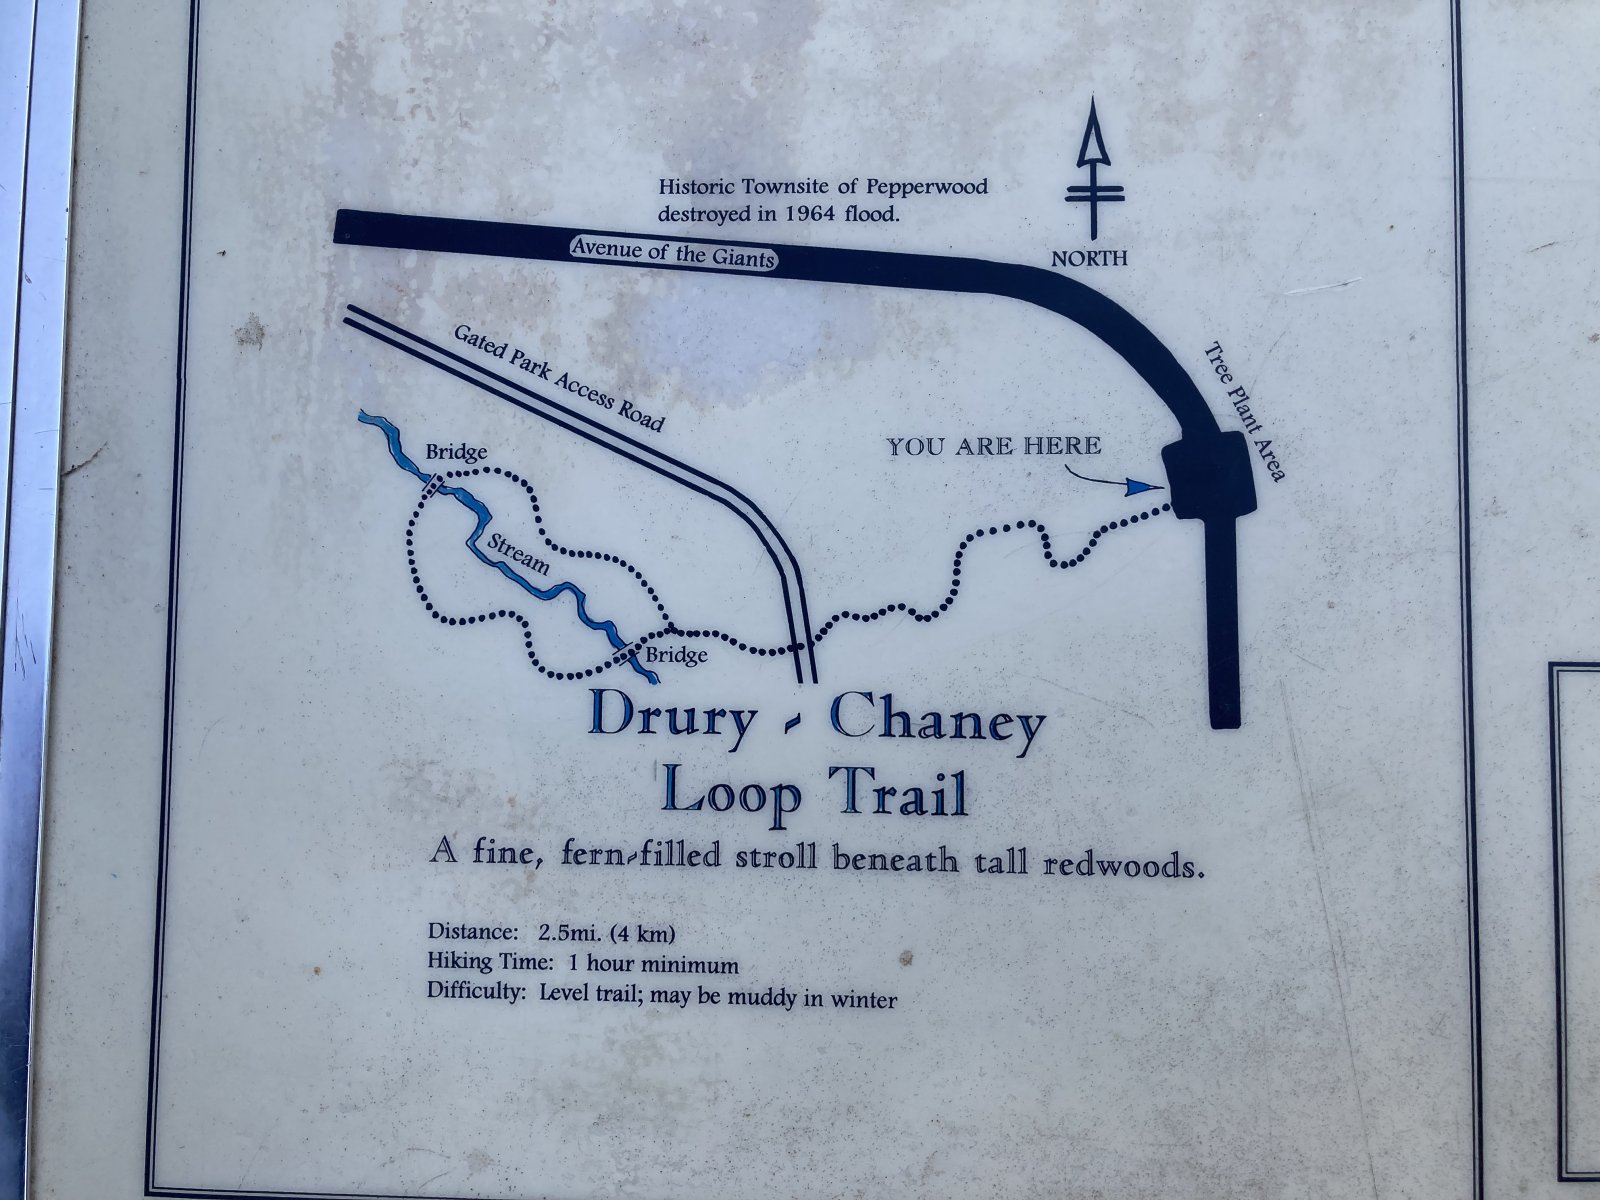 Historic Townsite of Pepperwood
destroyed in 1964 flood.
Avenue of the Giants
NORTH
Gated Park Access Road
Tree Plant Area
YOU ARE HERE
Bridge
Stream
Bridge
Drury - Chaney
Loop Trail
A fine, fern-filled stroll beneath tall redwoods.
Distance: 2.5mi. (4 km)
Hiking Time: 1 hour minimum
Difficulty: Level trail; may be muddy in winter